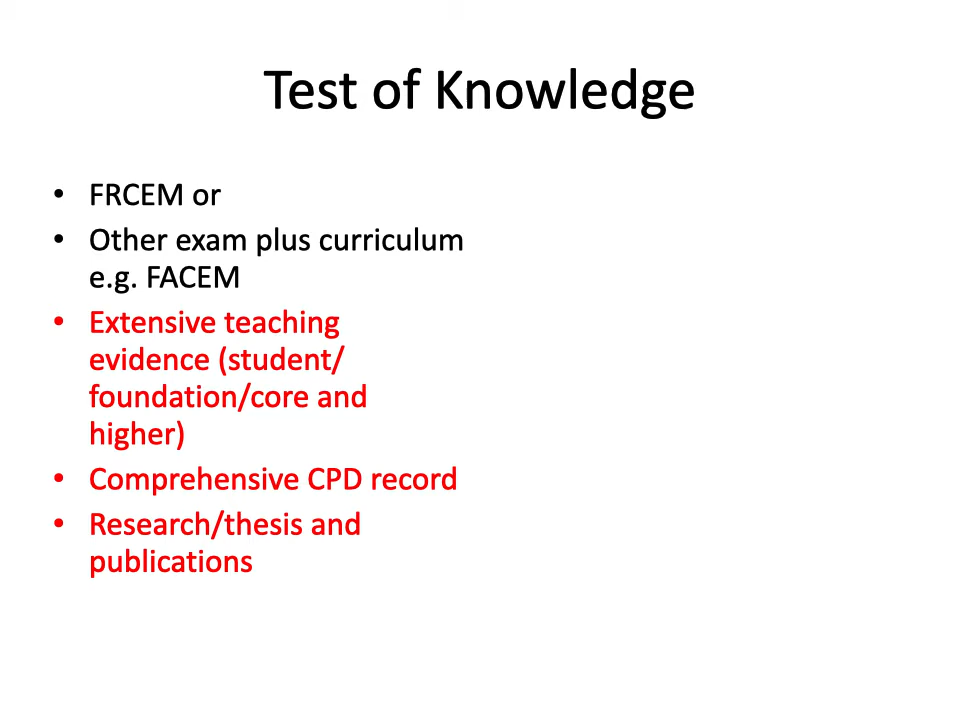 Test of Knowledge
• FRCEM or
• Other exam plus curriculum
e.g. FACEM
• Extensive teaching
evidence (student/
foundation/core and
higher)
• Comprehensive CPD record
• Research/thesis and
publications